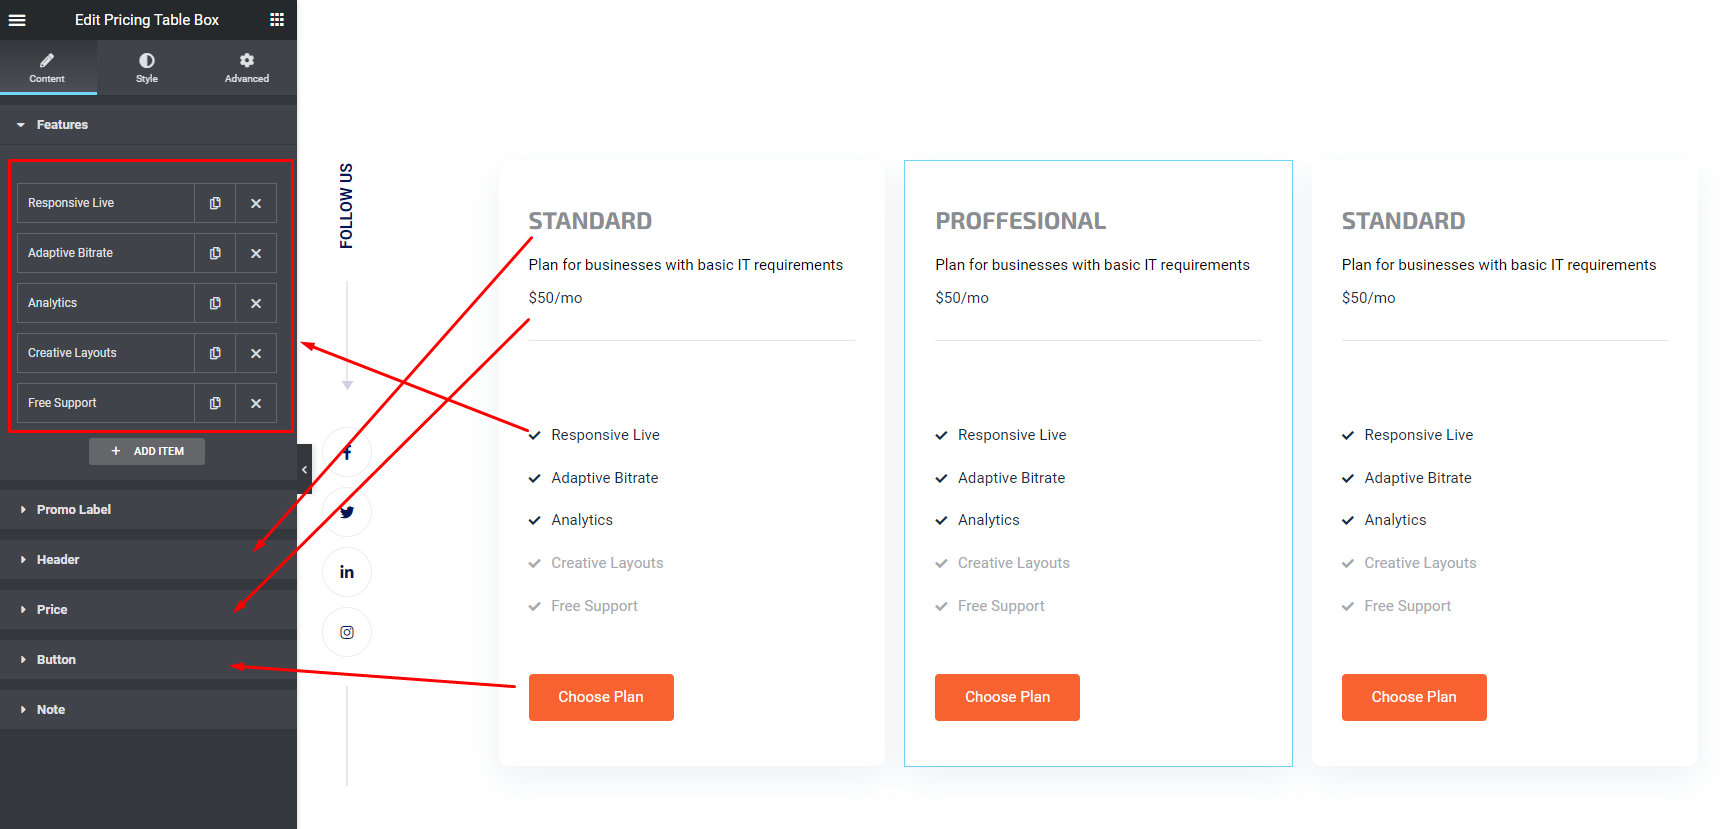 Edit Pricing Table Box
Content
Style
Advanced
Features
Responsive Live
Adaptive Bitrate
Analytics
Creative Layouts
Free Support
ADD ITEM
Promo Label
Header
Price
Button
Note
FOLLOW US
STANDARD
Plan for businesses with basic IT requirements
$50/mo
Responsive Live
Adaptive Bitrate
Analytics
Creative Layouts
Free Support
Choose Plan
PROFFESIONAL
Plan for businesses with basic IT requirements
$50/mo
Responsive Live
Adaptive Bitrate
Analytics
Creative Layouts
Free Support
Choose Plan
STANDARD
Plan for businesses with basic IT requirements
$50/mo
Responsive Live
Adaptive Bitrate
Analytics
Creative Layouts
Free Support
Choose Plan